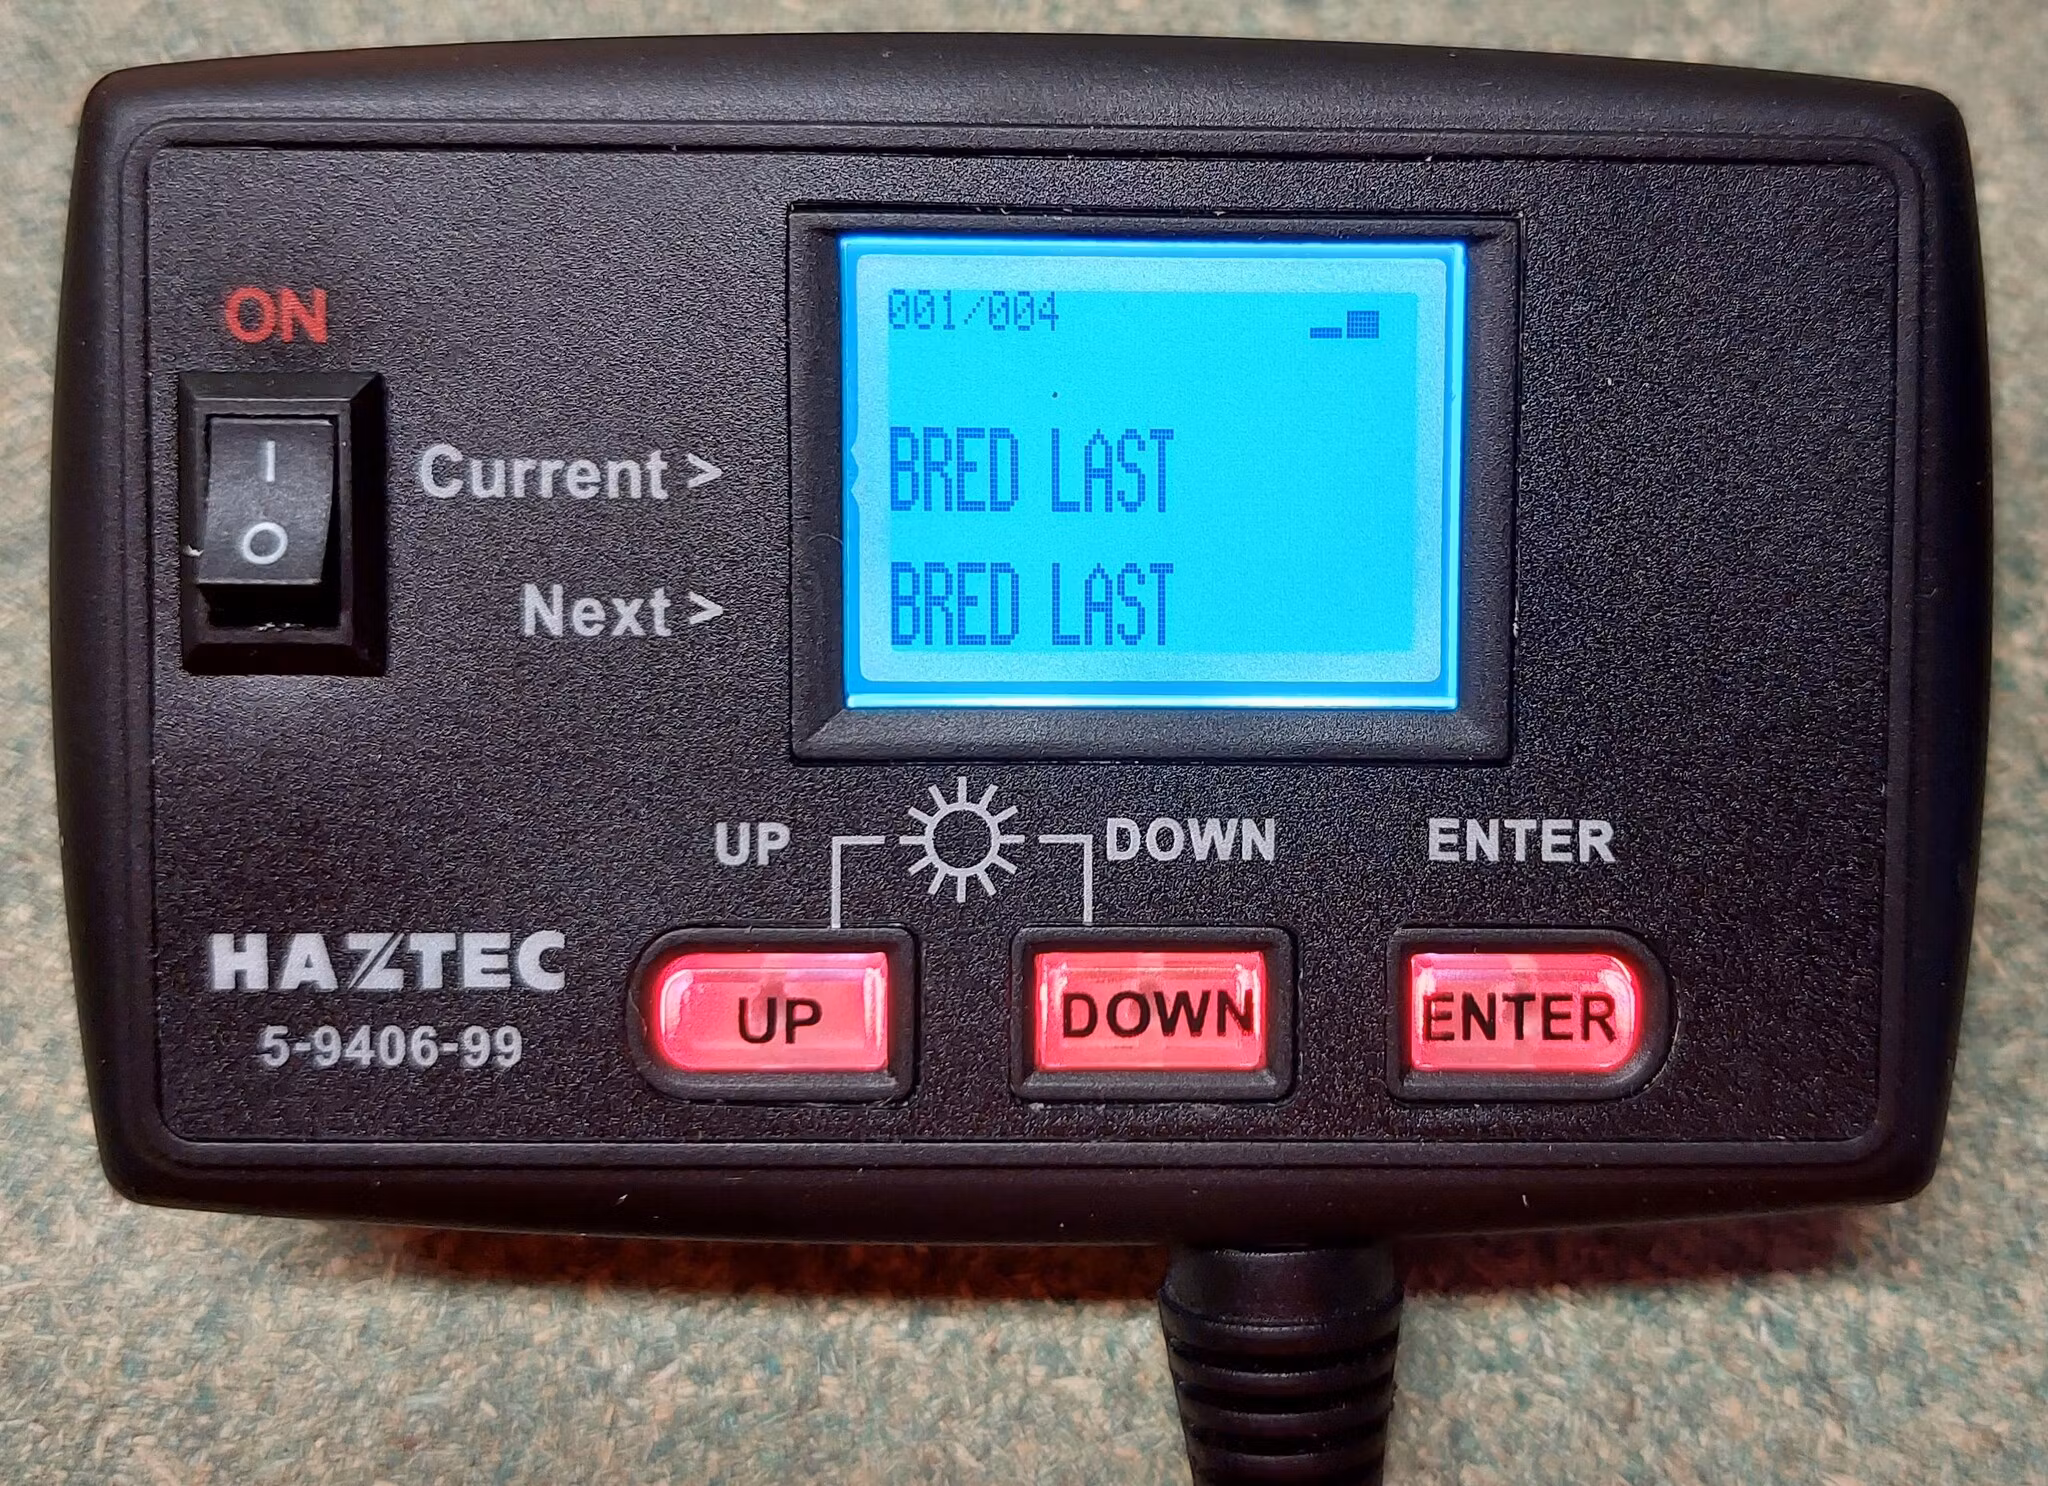 ON
I
O
001/004
Current >
BRED LAST
Next >
BRED LAST
UP
DOWN
ENTER
HAZTEC
5-9406-99
UP
DOWN
ENTER